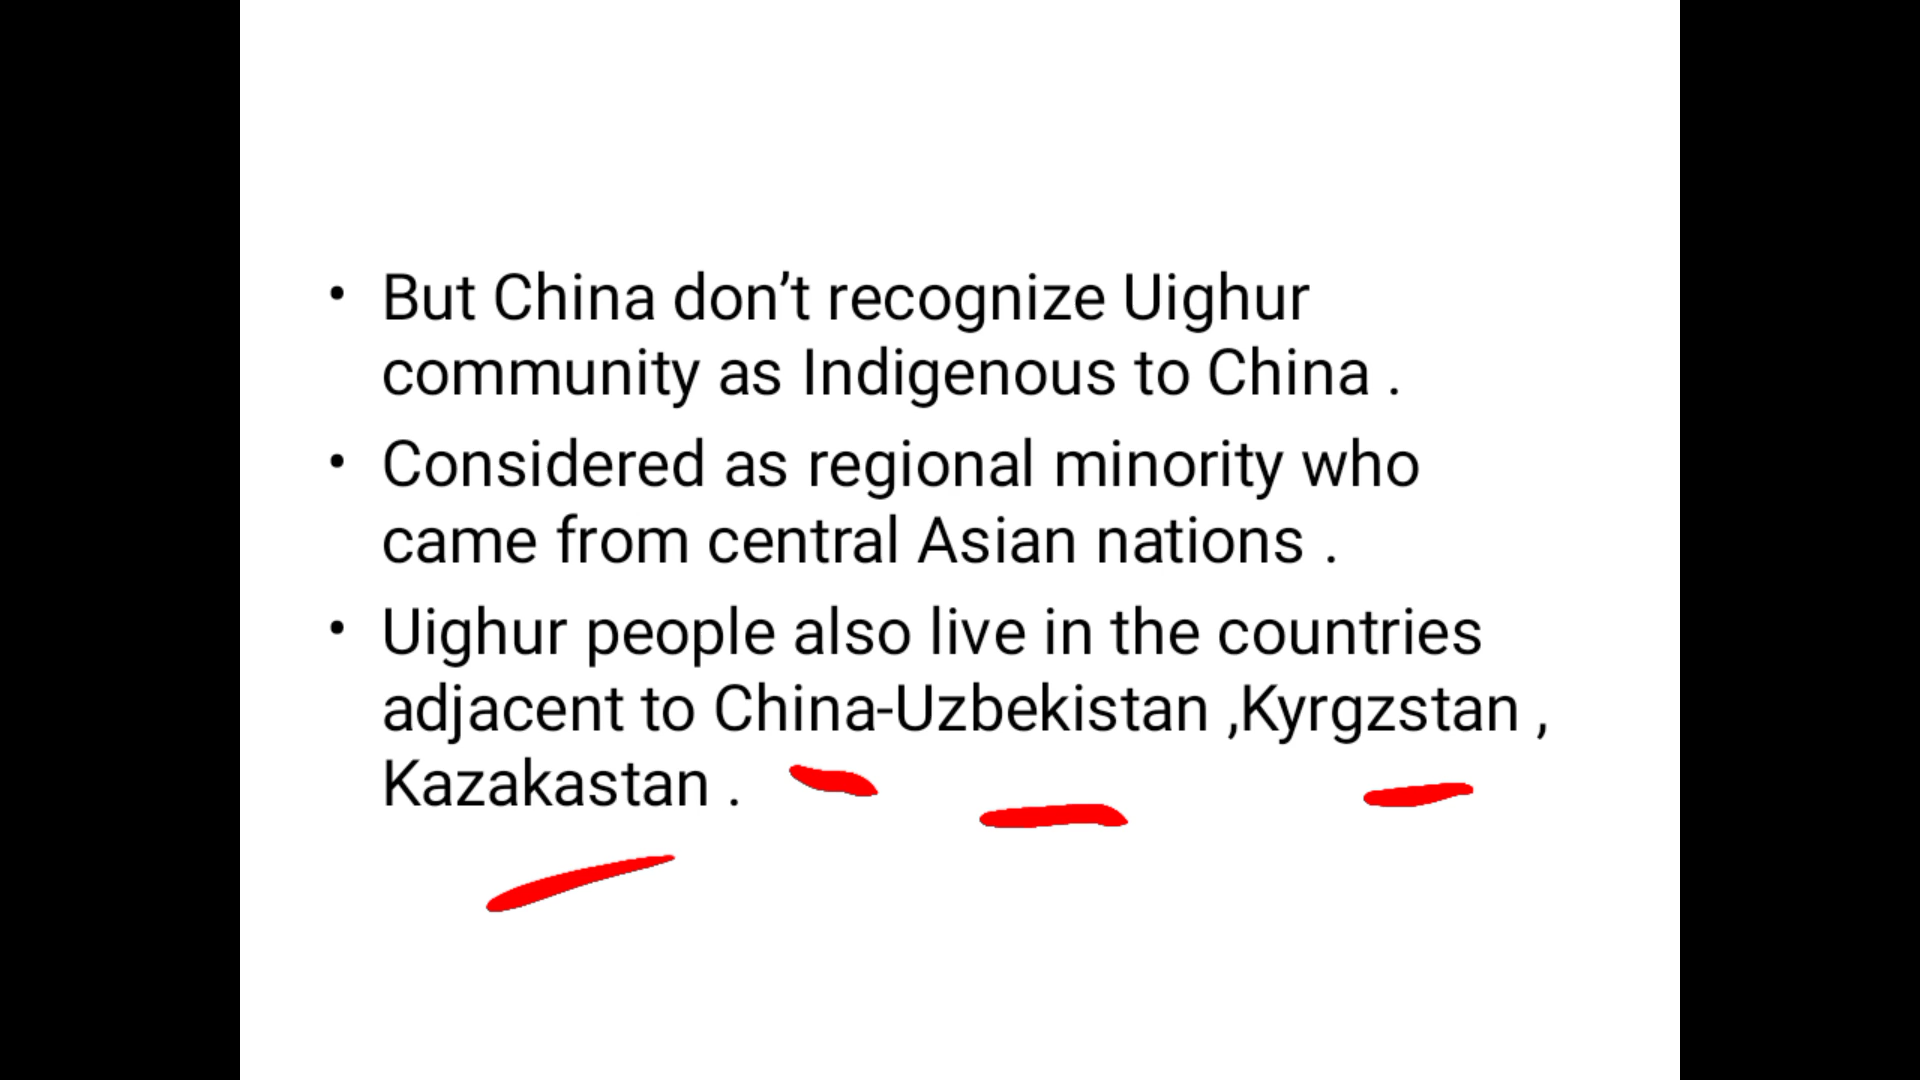 • But China don’t recognize Uighur
community as Indigenous to China .
• Considered as regional minority who
came from central Asian nations .
• Uighur people also live in the countries
adjacent to China-Uzbekistan ,Kyrgzstan ,
Kazakastan .